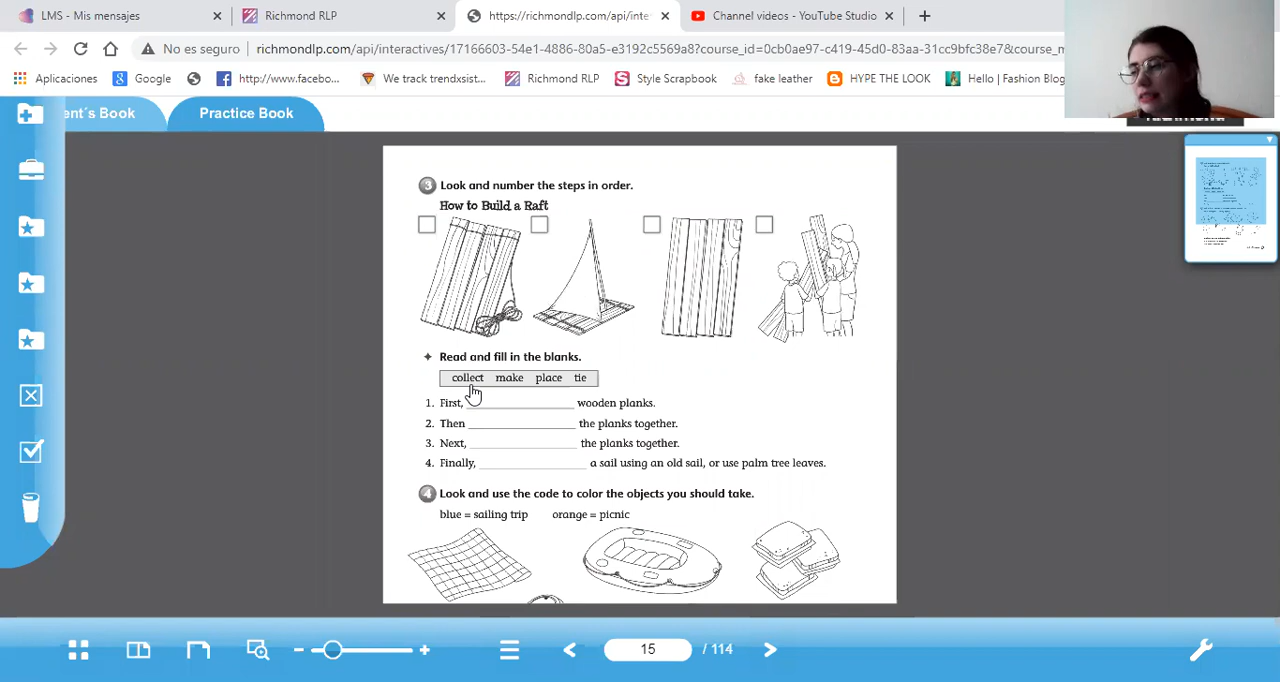 LMS - Mis mensajes
Richmond RLP
https://richmondlp.com/api/inte
Channel videos - YouTube Studio
No es seguro
richmondlp.com/api/interactives/17166603-54e1-4886-80a5-e3192c5569a8?course_id=0cb0ae97-c419-45d0-83aa-31cc9bfc38e7&course_m
Aplicaciones
Google
http://www.facebo...
We track trendxsist...
Richmond RLP
Style Scrapbook
fake leather
HYPE THE LOOK
Hello | Fashion Blog
ent´s Book
Practice Book
3 Look and number the steps in order.
How to Build a Raft
Read and fill in the blanks.
collect make place tie
1. First, ____ wooden planks.
2. Then ____ the planks together.
3. Next, ____ the planks together.
4. Finally, ____ a sail using an old sail, or use palm tree leaves.
4 Look and use the code to color the objects you should take.
blue = sailing trip orange = picnic
15 / 114